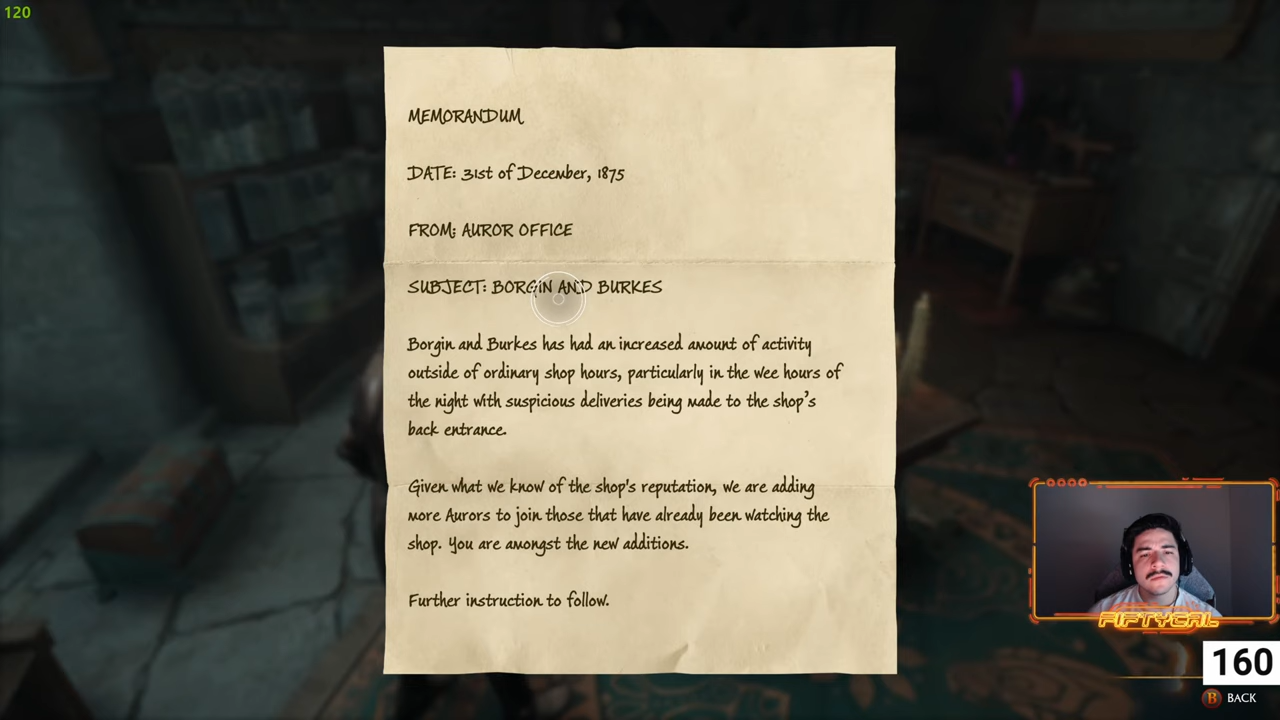 120
MEMORANDUM
DATE: 31st of December, 1875
FROM: AUROR OFFICE
SUBJECT: BORGIN AND BURKES
Borgin and Burkes has had an increased amount of activity
outside of ordinary shop hours, particularly in the wee hours of
the night with suspicious deliveries being made to the shop's
back entrance.
Given what we know of the shop's reputation, we are adding
more Aurors to join those that have already been watching the
shop. You are amongst the new additions.
Further instruction to follow.
FIFTYCAL
160
B BACK